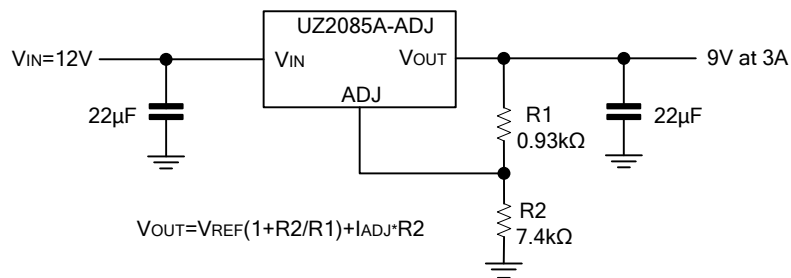 UZ2085A-ADJ
VIN=12V
VIN
VOUT
9V at 3A
ADJ
22µF
R1
0.93kΩ
22µF
R2
7.4kΩ
VOUT=VREF(1+R2/R1)+IADJ*R2